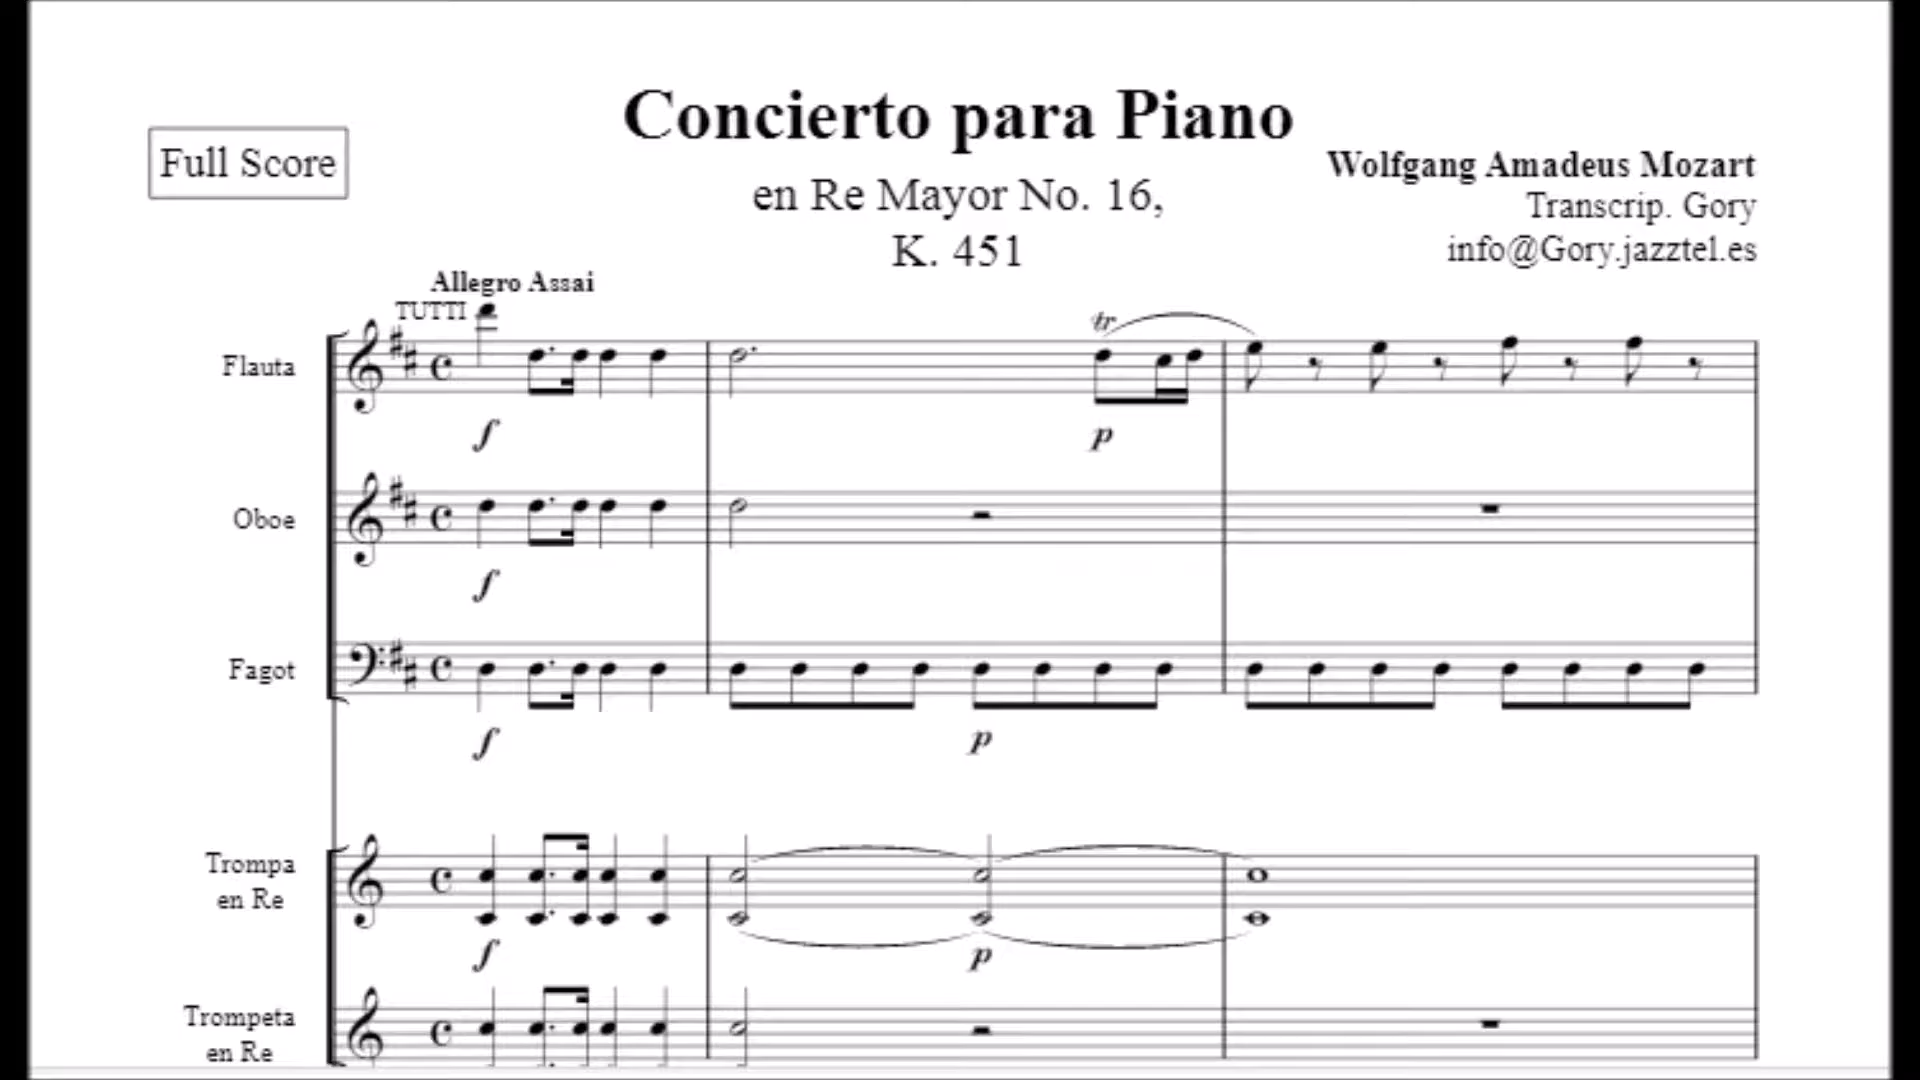 Concierto para Piano
Full Score
Wolfgang Amadeus Mozart
en Re Mayor No. 16,
Transcrip. Gory
K. 451
info@Gory.jazztel.es
Allegro Assai
TUTTI
tr
Flauta
f
p
Oboe
f
Fagot
f
p
Trompa
en Re
f
p
Trompeta
en Re